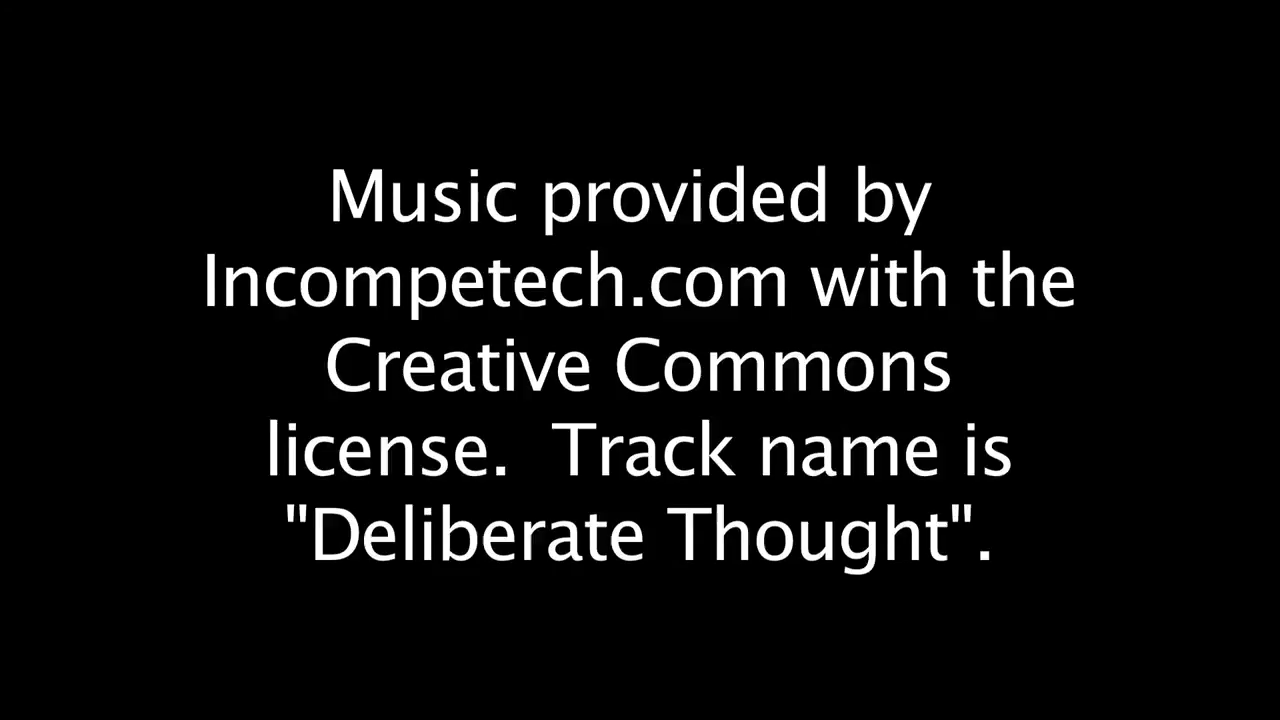 Music provided by
Incompetech.com with the
Creative Commons
license.  Track name is
"Deliberate Thought".